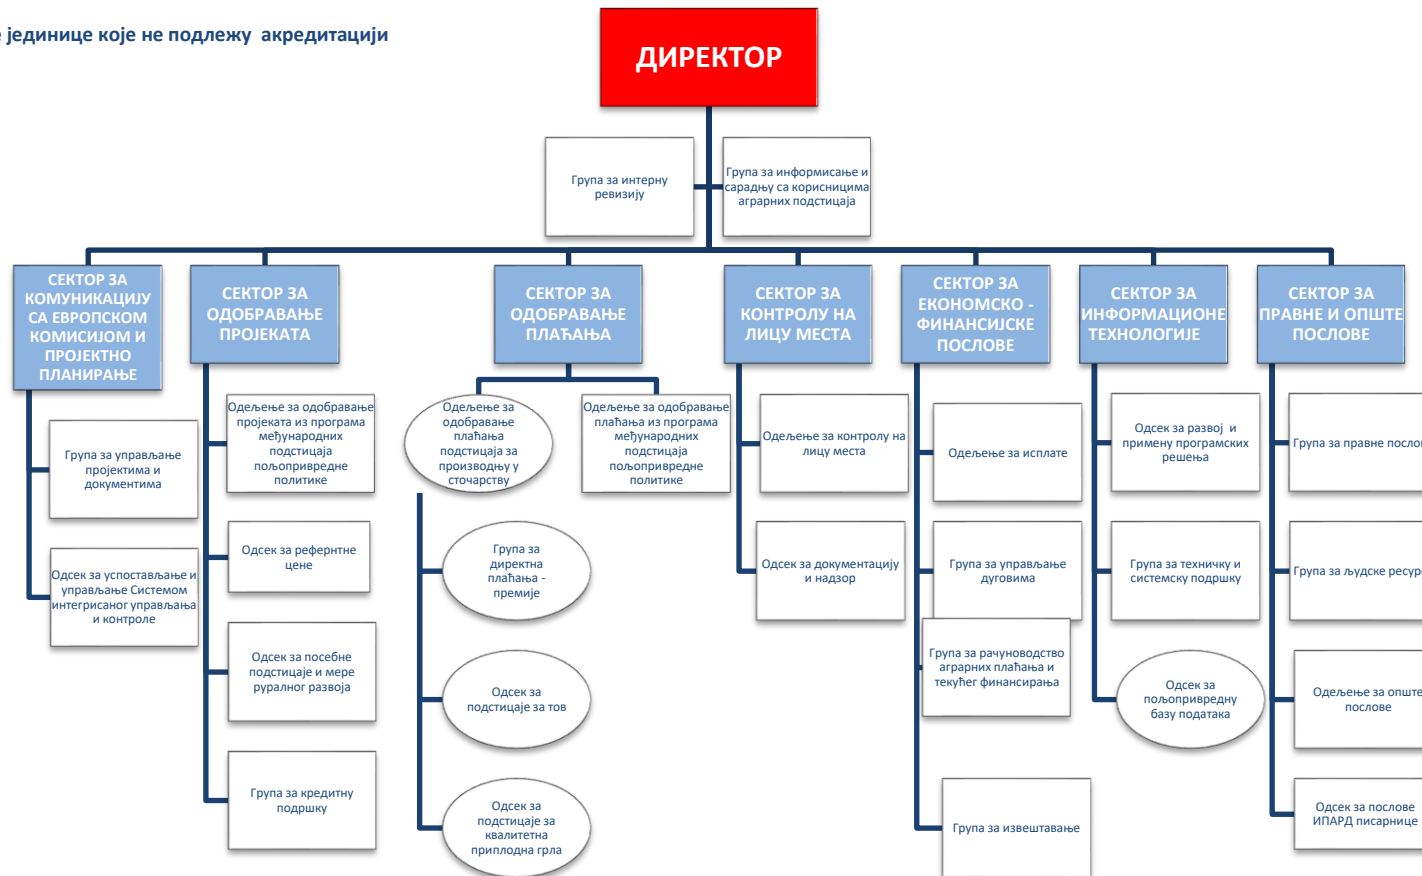 јединице које не подлежу акредитацији
ДИРЕКТОР
Група за интерну
ревизију
Група за информисање и
сарадњу са корисницима
аграрних подстицаја
СЕКТОР ЗА
КОМУНИКАЦИЈУ
СА ЕВРОПСКОМ
КОМИСИЈОМ И
ПРОЈЕКТНО
ПЛАНИРАЊЕ
СЕКТОР ЗА
ОДОБРАВАЊЕ
ПРОЈЕКАТА
СЕКТОР ЗА
ОДОБРАВАЊЕ
ПЛАЋАЊА
СЕКТОР ЗА
КОНТРОЛУ НА
ЛИЦУ МЕСТА
СЕКТОР ЗА
ЕКОНОМСКО -
ФИНАНСИЈСКЕ
ПОСЛОВЕ
СЕКТОР ЗА
ИНФОРМАЦИОНЕ
ТЕХНОЛОГИЈЕ
СЕКТОР ЗА
ПРАВНЕ И ОПШТЕ
ПОСЛОВЕ
Група за управљање
пројектима и
документима
Одсек за успостављање и
управљање Системом
интегрисаног управљања
и контроле
Одељење за одобравање
пројеката из програма
међународних
подстицаја
пољопривредне
политике
Одсек за рефернтне
цене
Одсек за посебне
подстицаје и мере
руралног развоја
Група за кредитну
подршку
Одељење за
одобравање
плаћања
подстицаја за
производњу у
сточарству
Група за
директна
плаћања -
премије
Одсек за
подстицаје за тов
Одсек за
подстицаје за
квалитетна
приплодна грла
Одељење за одобравање
плаћања из програма
међународних
подстицаја
пољопривредне
политике
Одељење за контролу на
лицу места
Одсек за документацију
и надзор
Одељење за исплате
Група за управљање
дуговима
Група за рачуноводство
аграрних плаћања и
текућег финансирања
Група за извештавање
Одсек за развој и
примену програмских
решења
Група за техничку и
системску подршку
Одсек за
пољопривредну
базу података
Група за правне
Група за људске
Одељење за опште
послове
Одсек за послове
ИПАРД писарнице